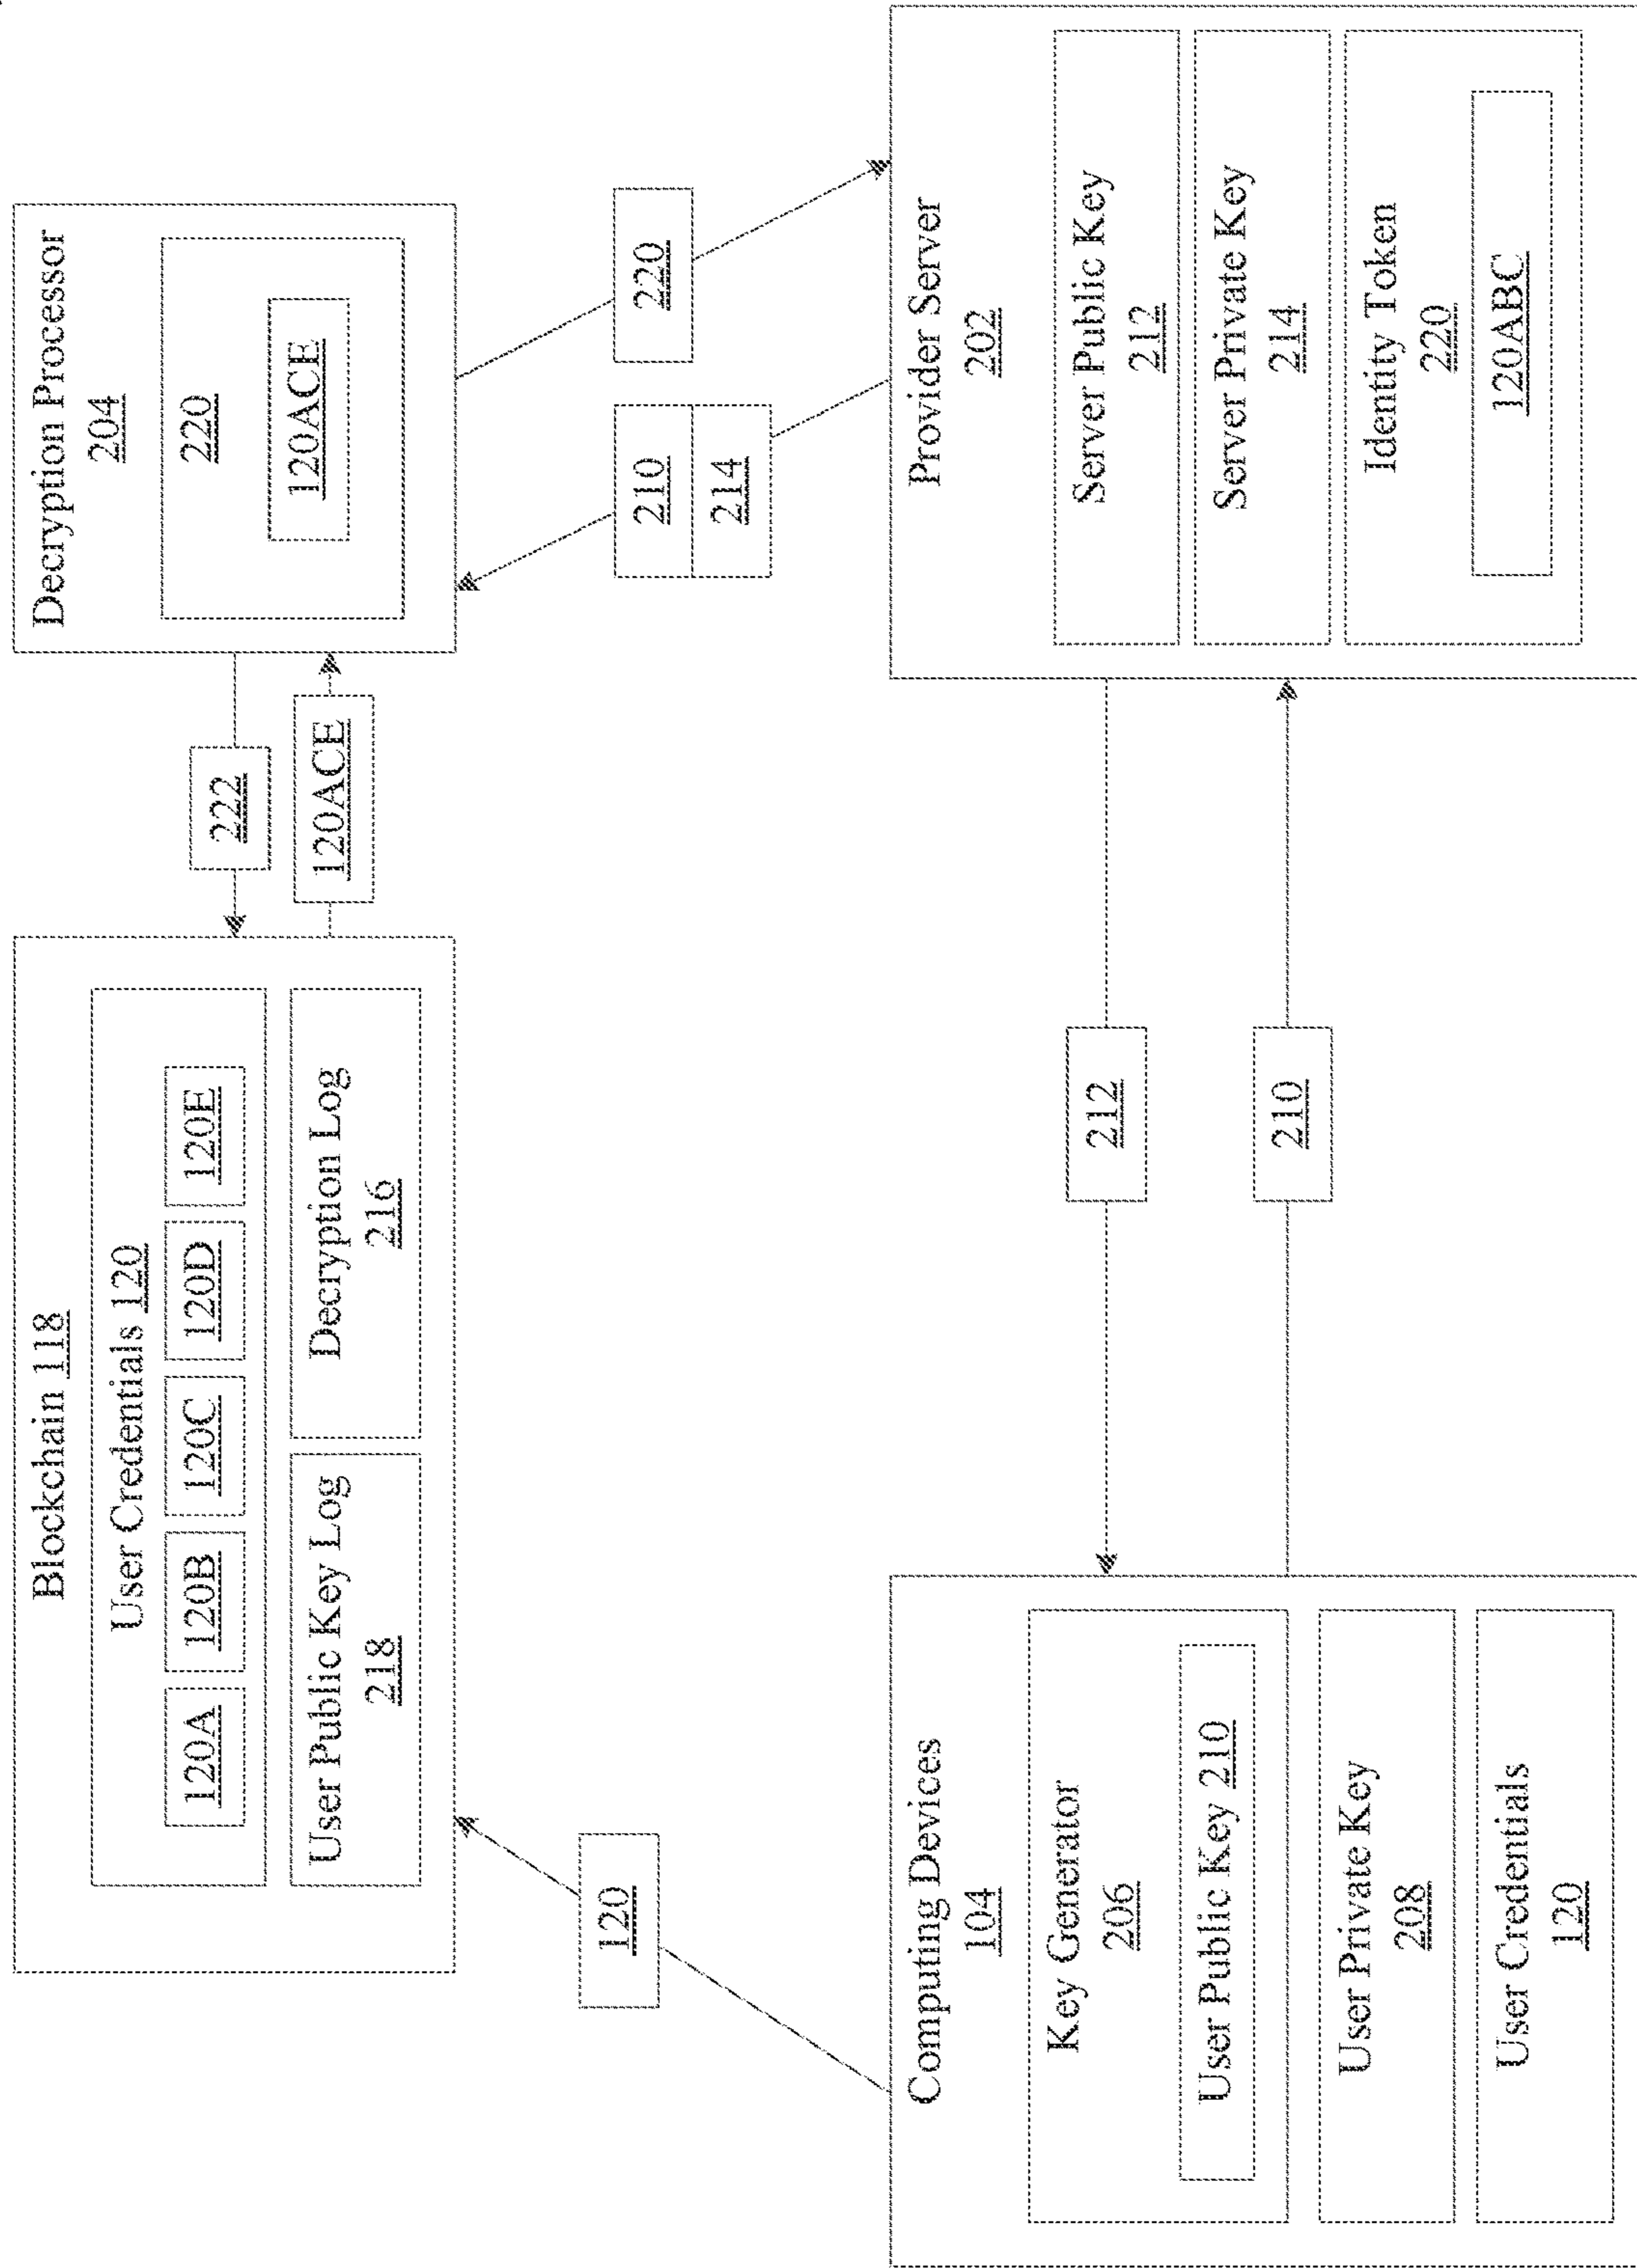 Blockchain 118
User Credentials 120
120A
120B
120C
120D
120E
User Public Key Log
218
Decryption Log
216
222
120ACE
Decryption Processor
204
220
120ACE
120
210
214
220
Computing Devices
104
Key Generator
206
User Public Key 210
User Private Key
208
User Credentials
120
212
210
Provider Server
202
Server Public Key
212
Server Private Key
214
Identity Token
220
120ABC